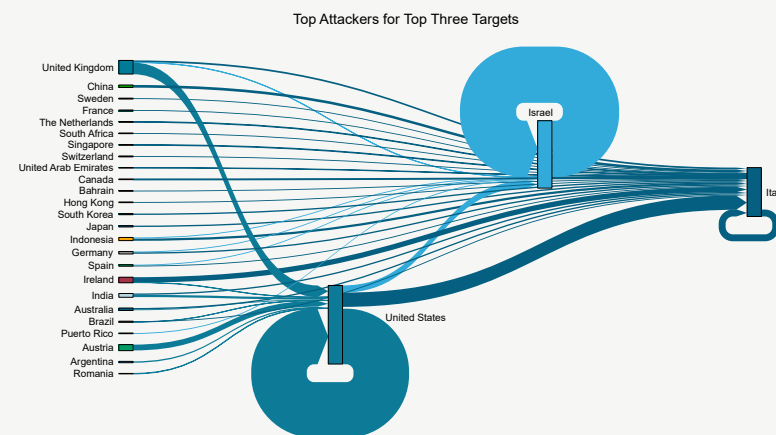 Top Attackers for Top Three Targets
United Kingdom
China
Sweden
France
The Netherlands
South Africa
Singapore
Switzerland
United Arab Emirates
Canada
Bahrain
Hong Kong
South Korea
Japan
Indonesia
Germany
Spain
Ireland
India
Australia
Brazil
Puerto Rico
Austria
Argentina
Romania
Israel
United States
Ita